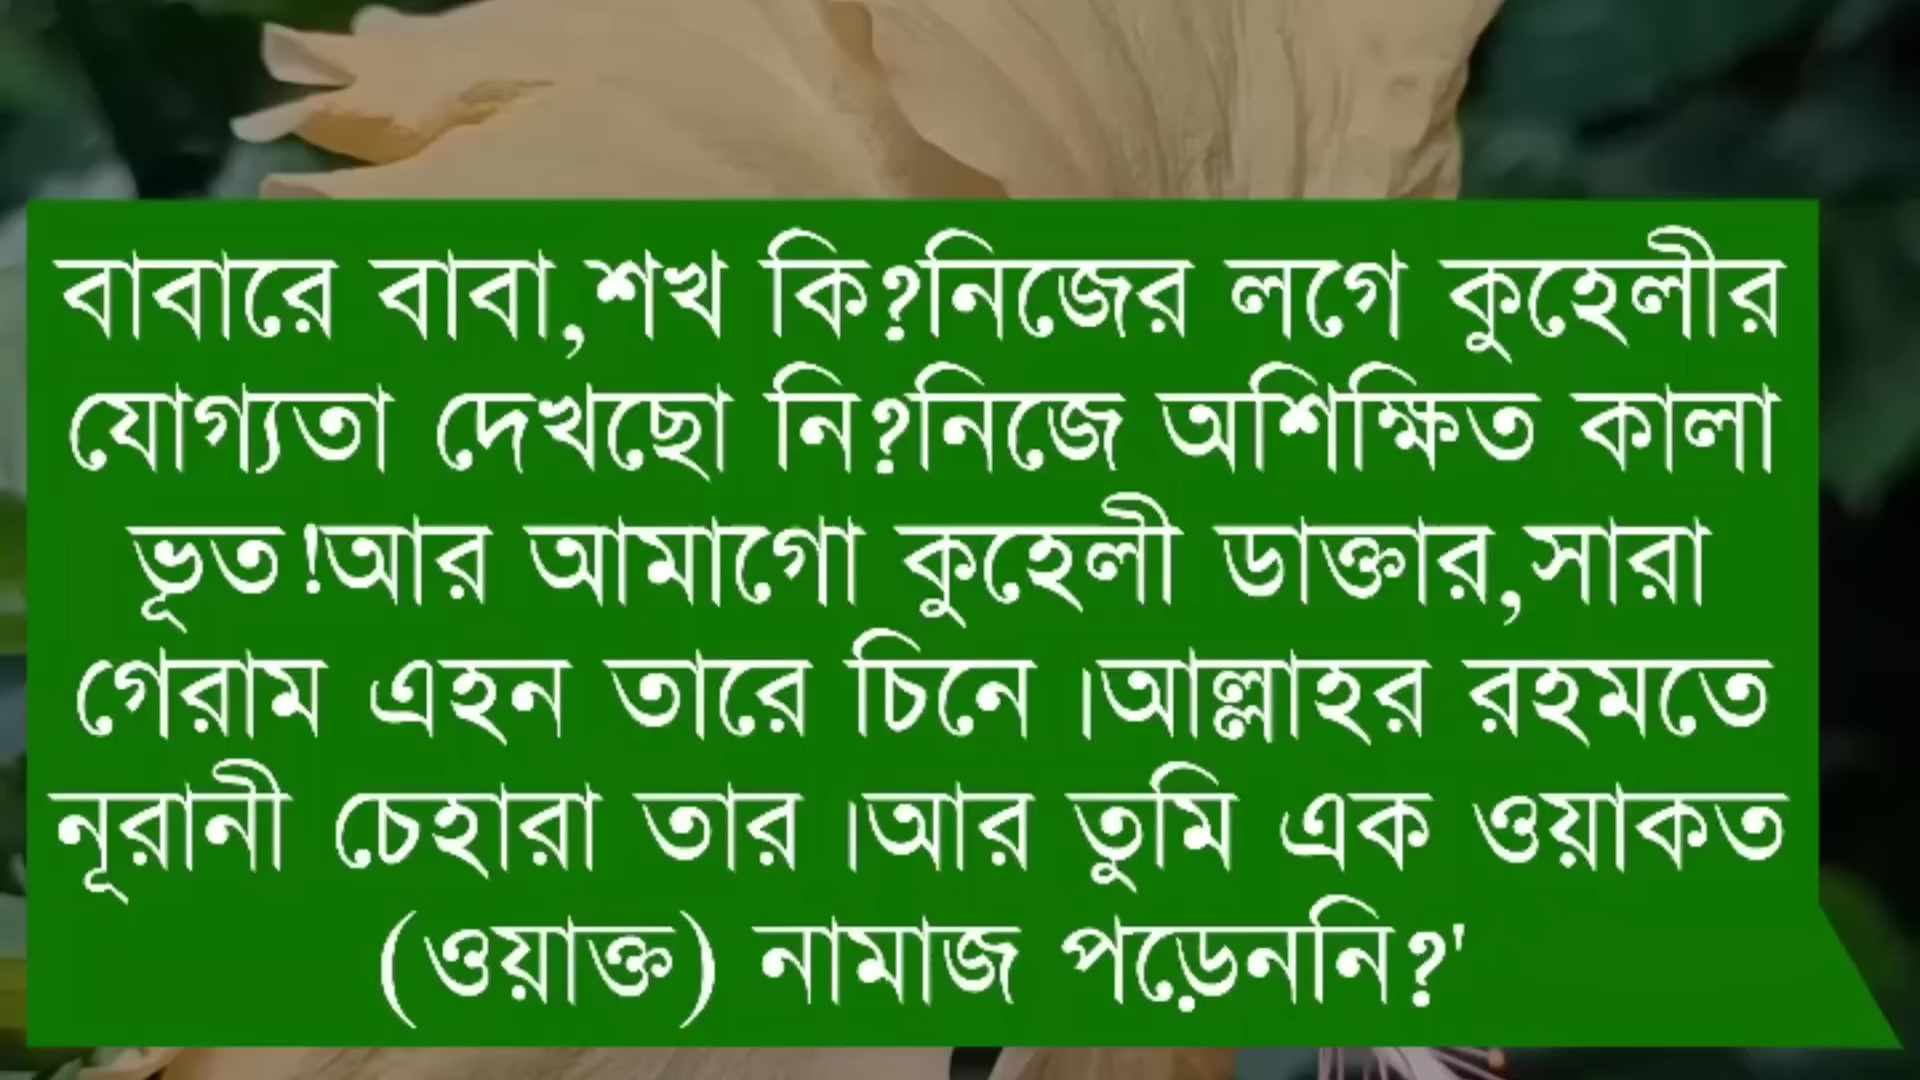 বাবারে বাবা,শখ কি?নিজের লগে কুহেলীর
যোগ্যতা দেখছো নি?নিজে অশিক্ষিত কালা
ভূত!আর আমাগো কুহেলী ডাক্তার,সারা
গেরাম এহন তারে চিনে।আল্লাহর রহমতে
নূরানী চেহারা তার।আর তুমি এক ওয়াকত
(ওয়াক্ত) নামাজ পড়েননি?'